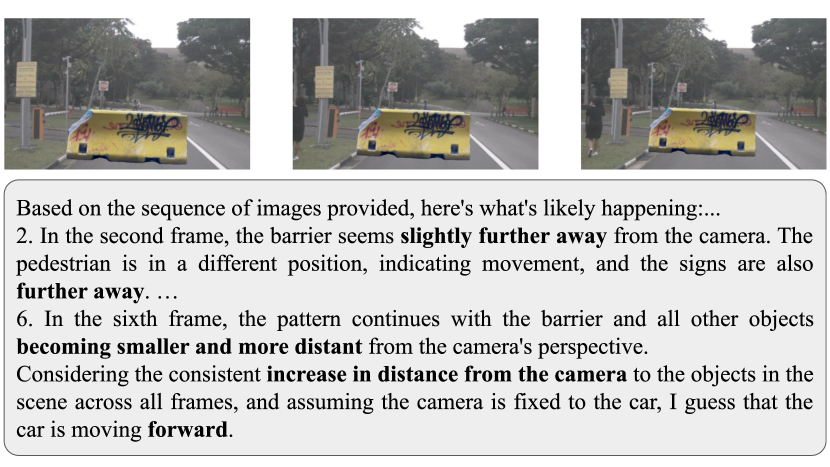 Based on the sequence of images provided, here's what's likely happening:...
2. In the second frame, the barrier seems slightly further away from the camera. The
pedestrian is in a different position, indicating movement, and the signs are also
further away. …
6. In the sixth frame, the pattern continues with the barrier and all other objects
becoming smaller and more distant from the camera's perspective.
Considering the consistent increase in distance from the camera to the objects in the
scene across all frames, and assuming the camera is fixed to the car, I guess that the
car is moving forward.